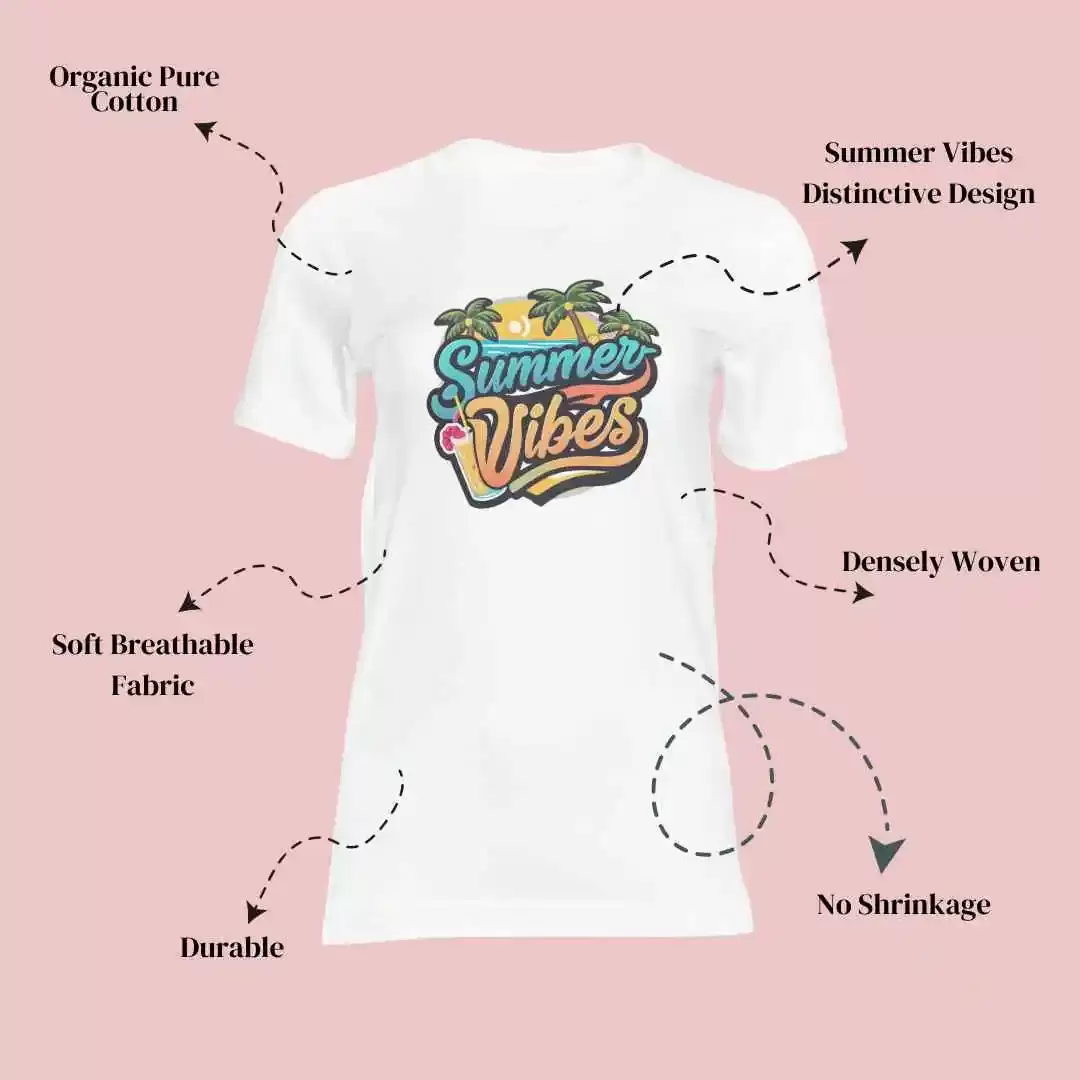 Organic Pure
Cotton
Summer Vibes
Distinctive Design
Summer
Vibes
Densely Woven
Soft Breathable
Fabric
No Shrinkage
Durable